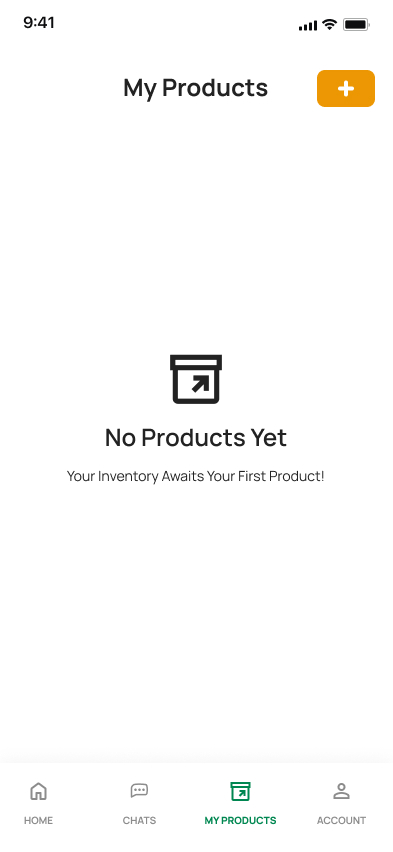 9:41
My Products
No Products Yet
Your Inventory Awaits Your First Product!
HOME
CHATS
MY PRODUCTS
ACCOUNT